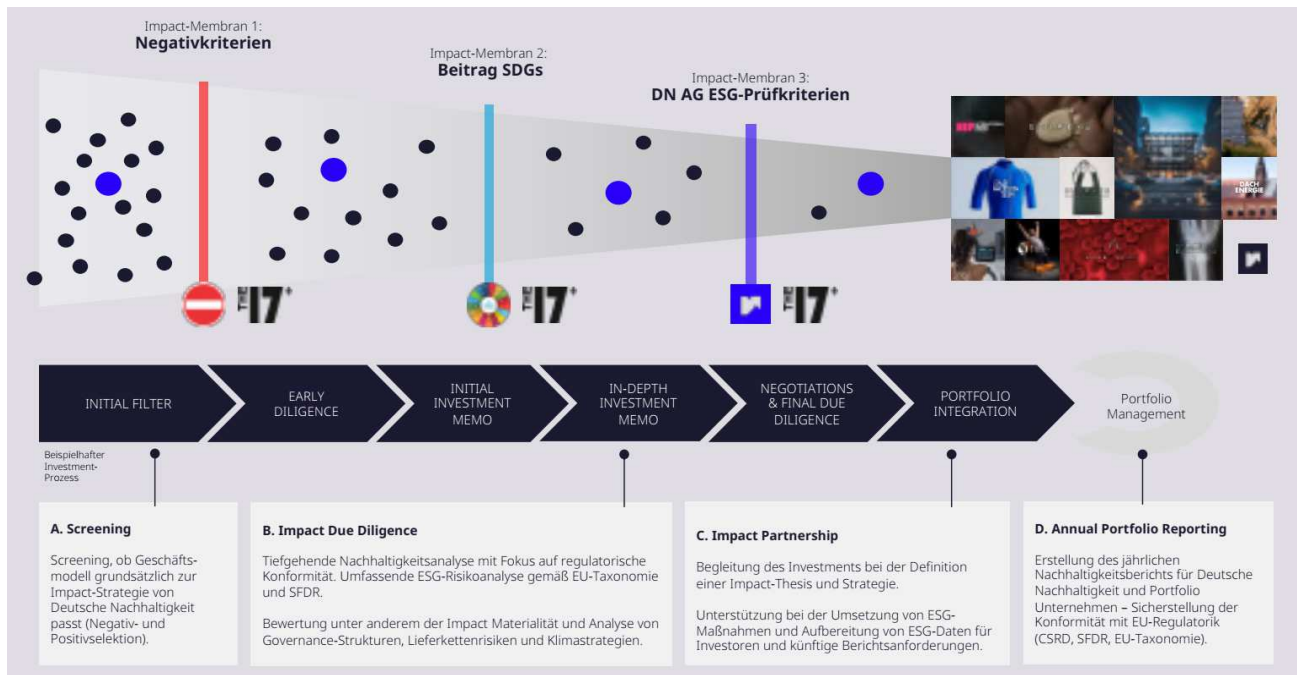 Impact-Membran 1:
Negativkriterien
Impact-Membran 2:
Beitrag SDGs
Impact-Membran 3:
DN AG ESG-Prüfkriterien
DACH
ENERGIE
THE 17+
THE 17+
THE 17+
INITIAL FILTER
EARLY
DILIGENCE
INITIAL
INVESTMENT
MEMO
IN-DEPTH
INVESTMENT
MEMO
NEGOTIATIONS
& FINAL DUE
DILIGENCE
PORTFOLIO
INTEGRATION
Portfolio
Management
Beispielhafter
Investment-
Prozess
A. Screening
Screening, ob Geschäfts-
modell grundsätzlich zur
Impact-Strategie von
Deutsche Nachhaltigkeit
passt (Negativ- und
Positivselektion).
B. Impact Due Diligence
Tiefgehende Nachhaltigkeitsanalyse mit Fokus auf regulatorische
Konformität. Umfassende ESG-Risikoanalyse gemäß EU-Taxonomie
und SFDR.
Bewertung unter anderem der Impact Materialität und Analyse von
Governance-Strukturen, Lieferkettenrisiken und Klimastrategien.
C. Impact Partnership
Begleitung des Investments bei der Definition
einer Impact-Thesis und Strategie.
Unterstützung bei der Umsetzung von ESG-
Maßnahmen und Aufbereitung von ESG-Daten für
Investoren und künftige Berichtsanforderungen.
D. Annual Portfolio Reporting
Erstellung des jährlichen
Nachhaltigkeitsberichts für Deutsche
Nachhaltigkeit und Portfolio
Unternehmen – Sicherstellung der
Konformität mit EU-Regulatorik
(CSRD, SFDR, EU-Taxonomie).